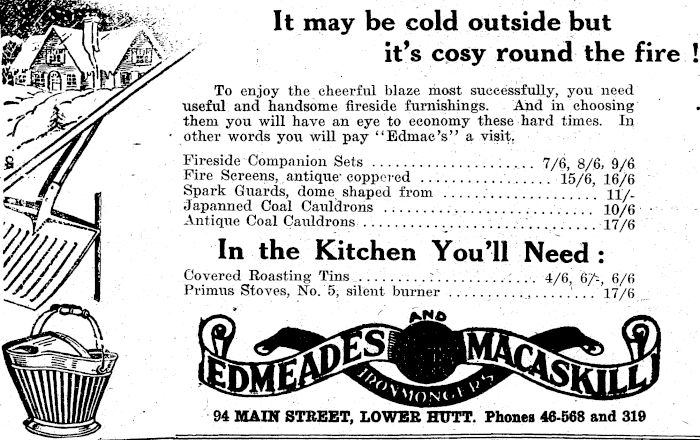 It may be cold outside but
it's cosy round the fire !
To enjoy the cheerful blaze most successfully, you need
useful and handsome fireside furnishings. And in choosing
them you will have an eye to economy these hard times. In
other words you will pay "Edmac's" a visit.
Fireside Companion Sets ...................... 7/6, 8/6, 9/6
Fire Screens, antique coppered .................. 15/6, 16/6
Spark Guards, dome shaped from ....................... 11/-
Japanned Coal Cauldrons ............................... 10/6
Antique Coal Cauldrons ................................. 17/6
In the Kitchen You'll Need :
Covered Roasting Tins ........................ 4/6, 6/-, 6/6
Primus Stoves, No. 5, silent burner .................... 17/6
AND
EDMEADES MACASKILL
IRONMONGERS
94 MAIN STREET, LOWER HUTT. Phones 46-568 and 319